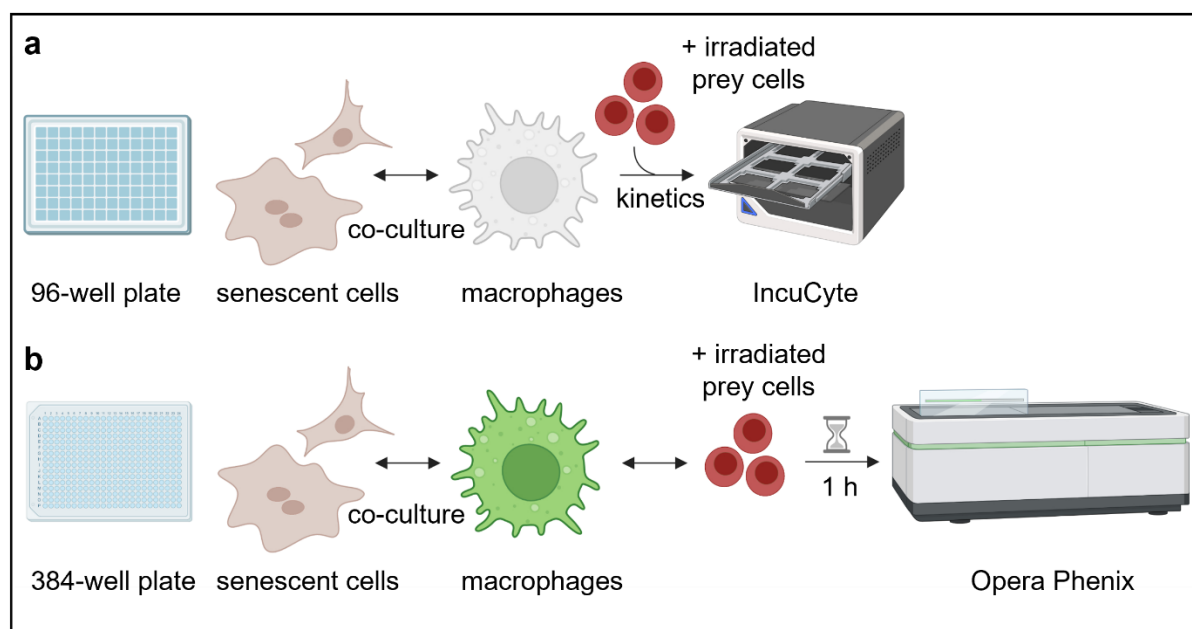 a
+ irradiated
prey cells
co-culture
kinetics
96-well plate
senescent cells
macrophages
IncuCyte
b
+ irradiated
prey cells
co-culture
1 h
384-well plate
senescent cells
macrophages
Opera Phenix